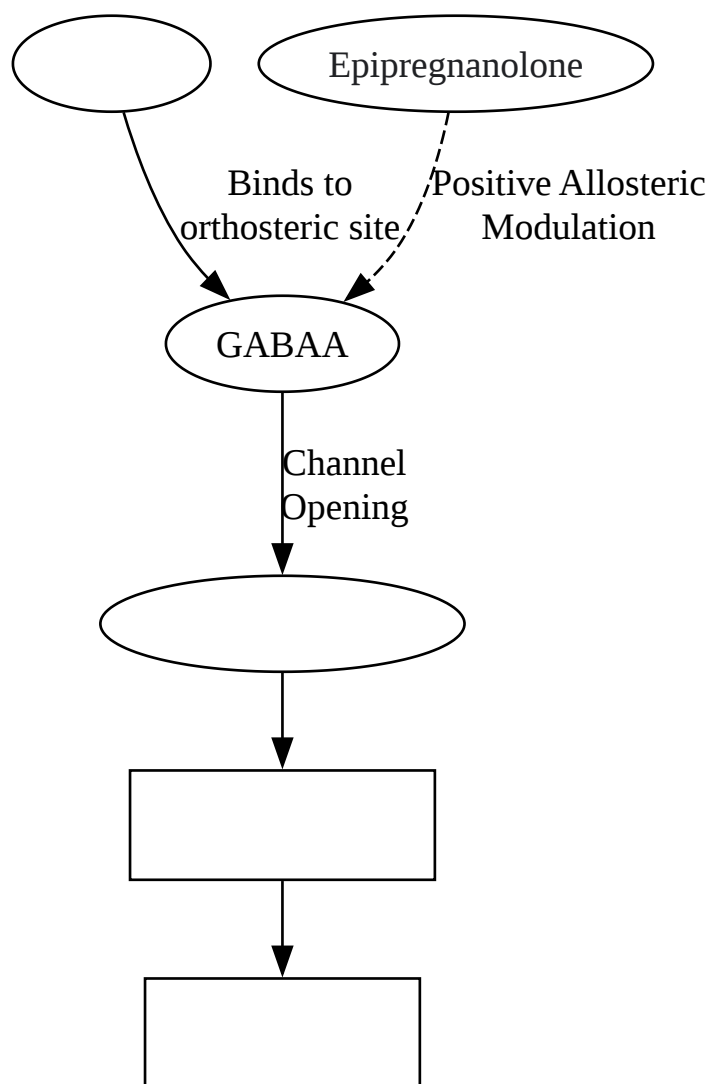 Epipregnanolone
Binds to
orthosteric site
Positive Allosteric
Modulation
GABAA
Channel
Opening